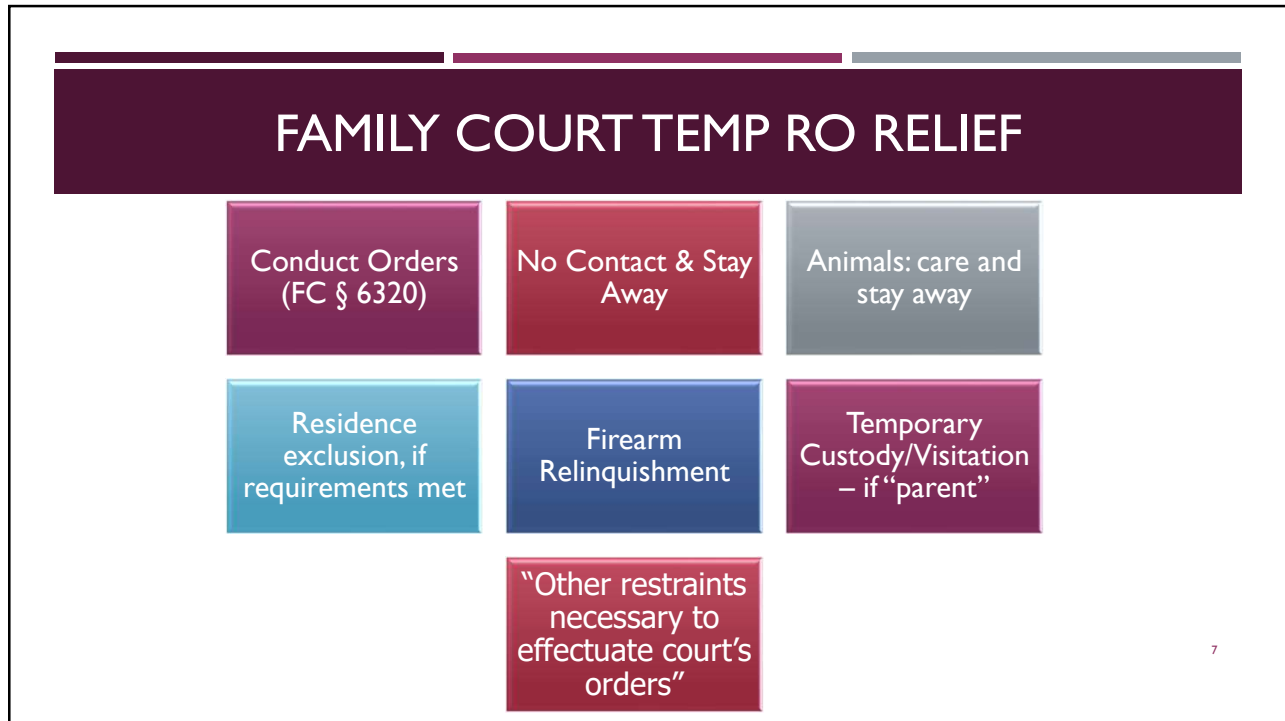 FAMILY COURT TEMP RO RELIEF
Conduct Orders
(FC § 6320)
No Contact & Stay
Away
Animals: care and
stay away
Residence
exclusion, if
requirements met
Firearm
Relinquishment
Temporary
Custody/Visitation
– if “parent”
“Other restraints
necessary to
effectuate court’s
orders”
7